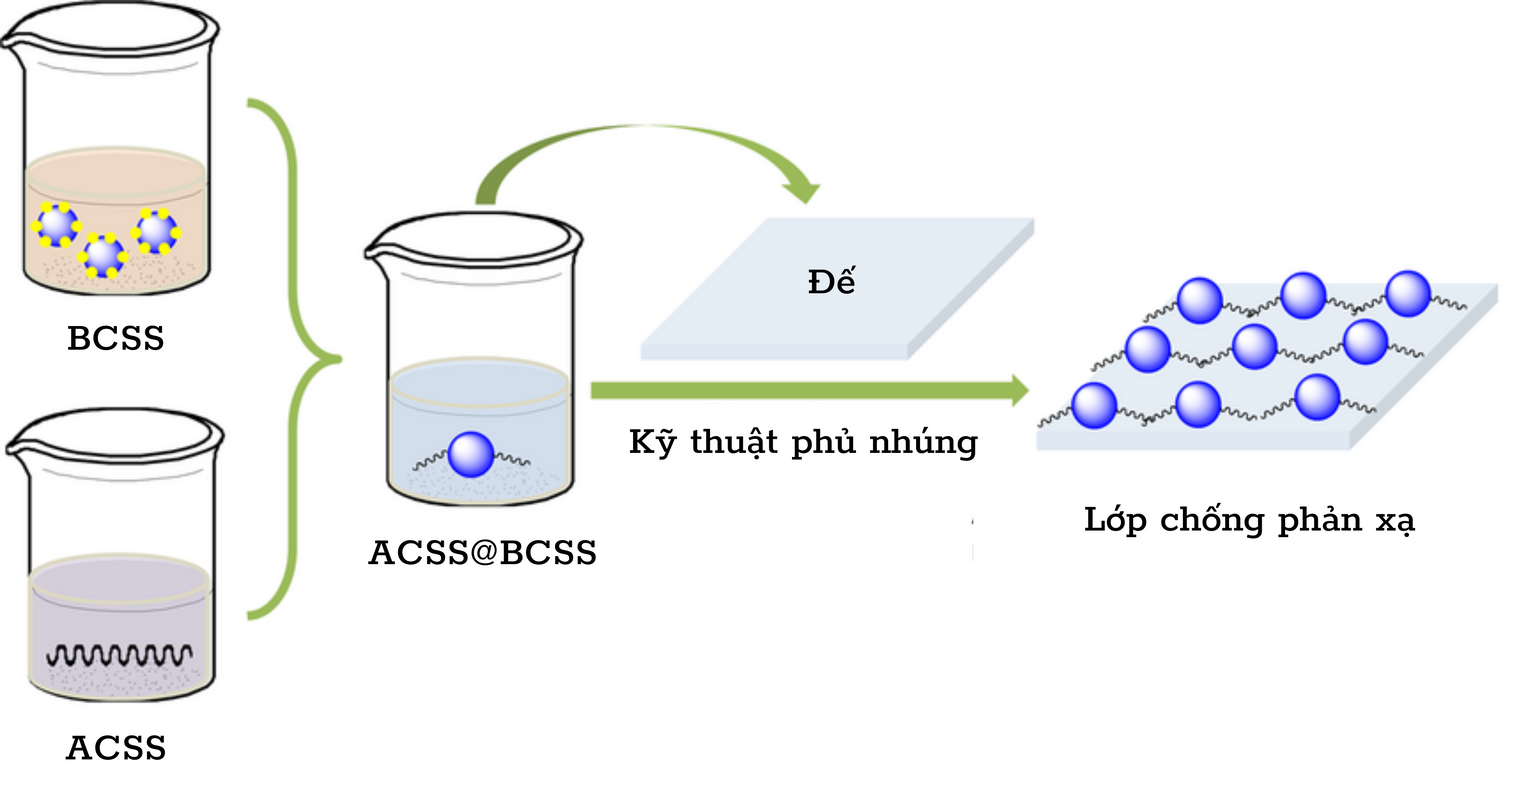 BCSS
ACSS
ACSS@BCSS
Đế
Kỹ thuật phủ nhúng
Lớp chống phản xạ